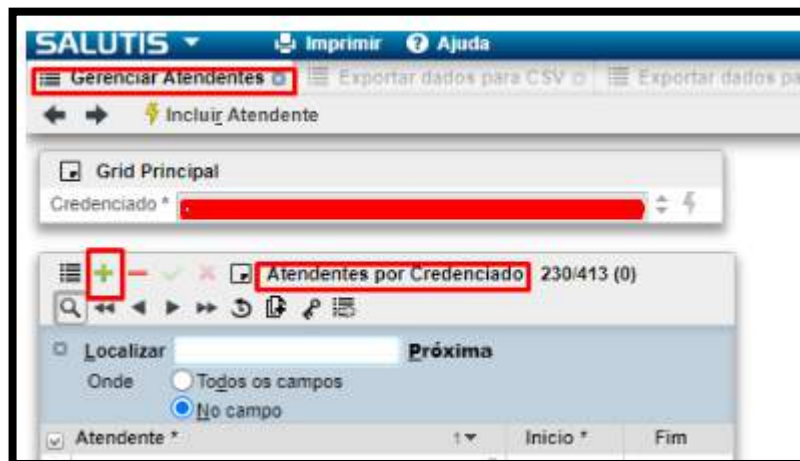 SALUTIS Imprimir Ajuda
Gerenciar Atendentes Exportar dados para CSV Exportar dados pa
Incluir Atendente
Grid Principal
Credenciado *
Atendentes por Credenciado 230/413 (0)
Localizar Próxima
Onde Todos os campos
No campo
Atendente * 1 Inicio * Fim